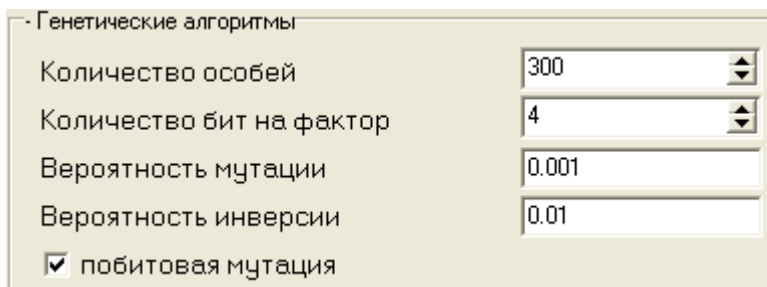 Генетические алгоритмы
Количество особей 300
Количество бит на фактор 4
Вероятность мутации 0.001
Вероятность инверсии 0.01
побитовая мутация